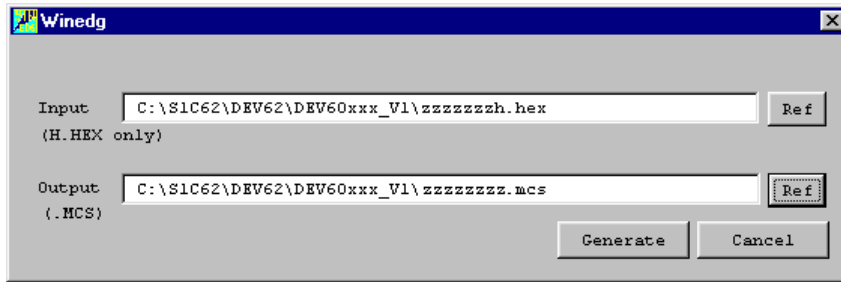 Winedg
Input C:\S1C62\DEV62\DEV60xxx_V1\zzzzzzzh.hex Ref
(H.HEX only)
Output C:\S1C62\DEV62\DEV60xxx_V1\zzzzzzzz.mcs Ref
(.MCS)
Generate Cancel